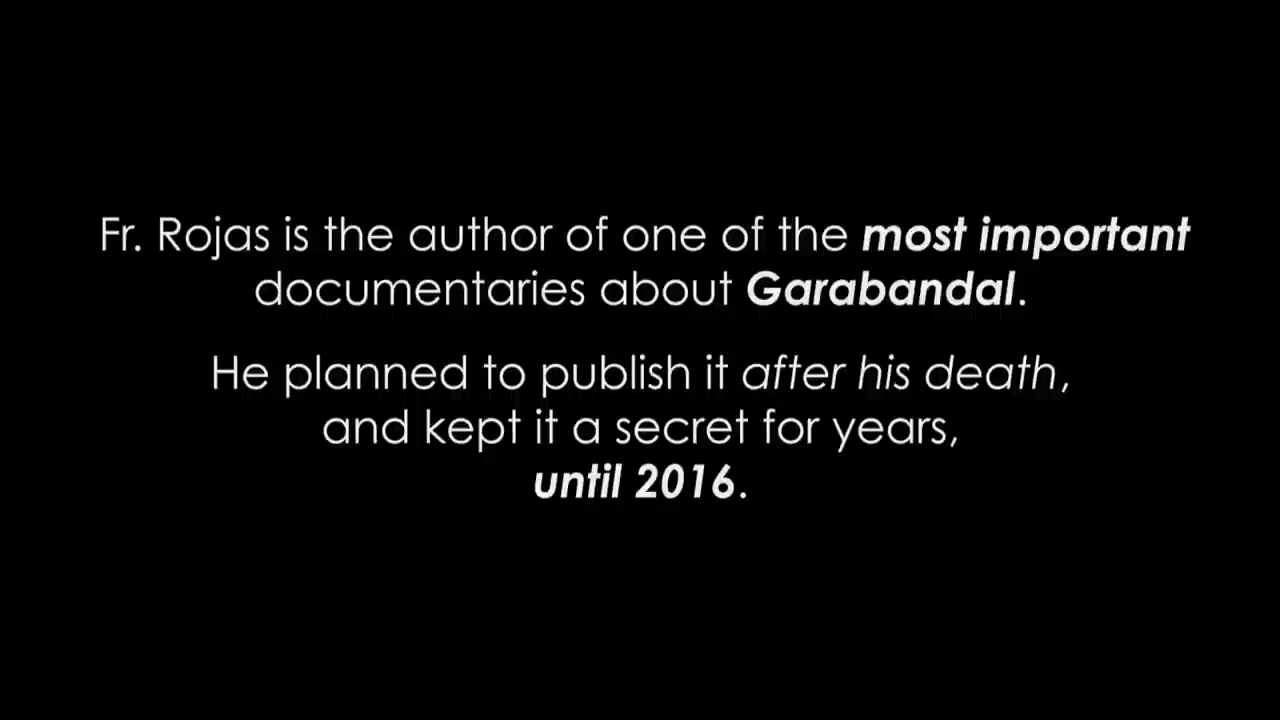 Fr. Rojas is the author of one of the most important
documentaries about Garabandal.
He planned to publish it after his death,
and kept it a secret for years,
until 2016.